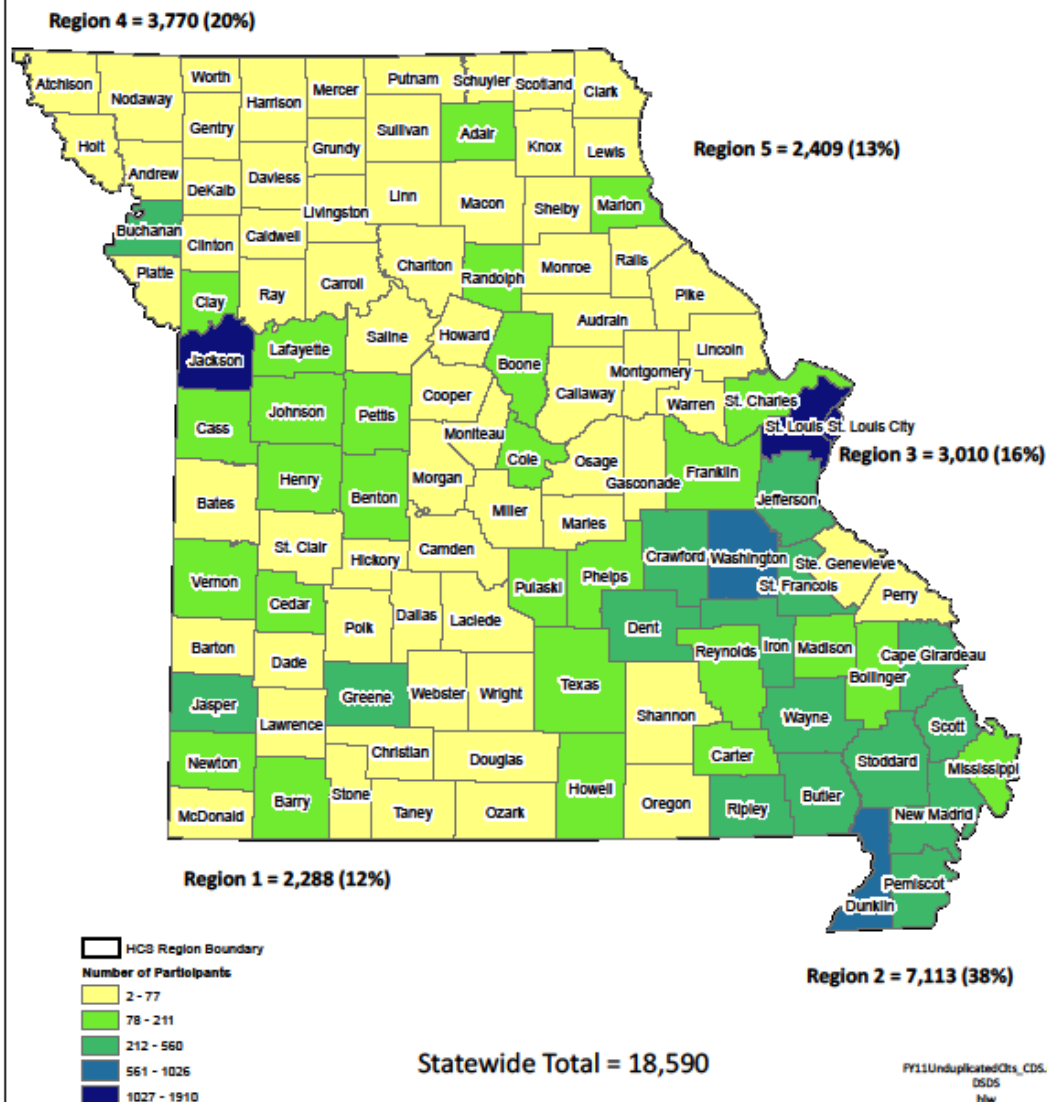 Region 4 = 3,770 (20%)
Atchison
Nodaway
Worth
Harrison
Mercer
Putnam
Schuyler
Scotland
Clark
Gentry
Sullivan
Adair
Holt
Grundy
Knox
Lewis
Region 5 = 2,409 (13%)
Andrew
DeKalb
Daviess
Linn
Macon
Shelby
Marion
Livingston
Buchanan
Clinton
Caldwell
Chariton
Randolph
Monroe
Ralls
Platte
Clay
Ray
Carroll
Pike
Saline
Howard
Audrain
Jackson
Lafayette
Boone
Lincoln
Montgomery
Cooper
Callaway
Warren
St. Charles
Cass
Johnson
Pettis
Moniteau
St. Louis
St. Louis City
Cole
Osage
Region 3 = 3,010 (16%)
Henry
Benton
Morgan
Gasconade
Franklin
Jefferson
Bates
Miller
Maries
St. Clair
Hickory
Camden
Crawford
Washington
Ste. Genevieve
Vernon
Cedar
Pulaski
Phelps
St. Francois
Perry
Polk
Dallas
Laclede
Dent
Barton
Dade
Reynolds
Iron
Madison
Cape Girardeau
Bollinger
Jasper
Greene
Webster
Wright
Texas
Shannon
Wayne
Scott
Lawrence
Newton
Christian
Douglas
Carter
Stoddard
Mississippi
McDonald
Barry
Stone
Taney
Ozark
Howell
Oregon
Ripley
Butler
New Madrid
Region 1 = 2,288 (12%)
Pemiscot
Dunklin
HCS Region Boundary
Number of Participants
2 - 77
78 - 211
212 - 560
561 - 1026
1027 - 1910
Region 2 = 7,113 (38%)
Statewide Total = 18,590
FY11UnduplicatedClts_CDS.
DSDS
hlw